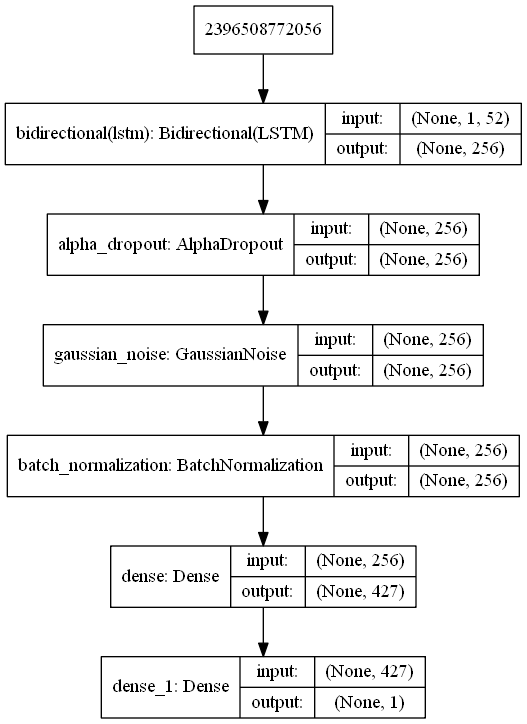 2396508772056
bidirectional(lstm): Bidirectional(LSTM)
input: (None, 1, 52)
output: (None, 256)
alpha_dropout: AlphaDropout
input: (None, 256)
output: (None, 256)
gaussian_noise: GaussianNoise
input: (None, 256)
output: (None, 256)
batch_normalization: BatchNormalization
input: (None, 256)
output: (None, 256)
dense: Dense
input: (None, 256)
output: (None, 427)
dense_1: Dense
input: (None, 427)
output: (None, 1)